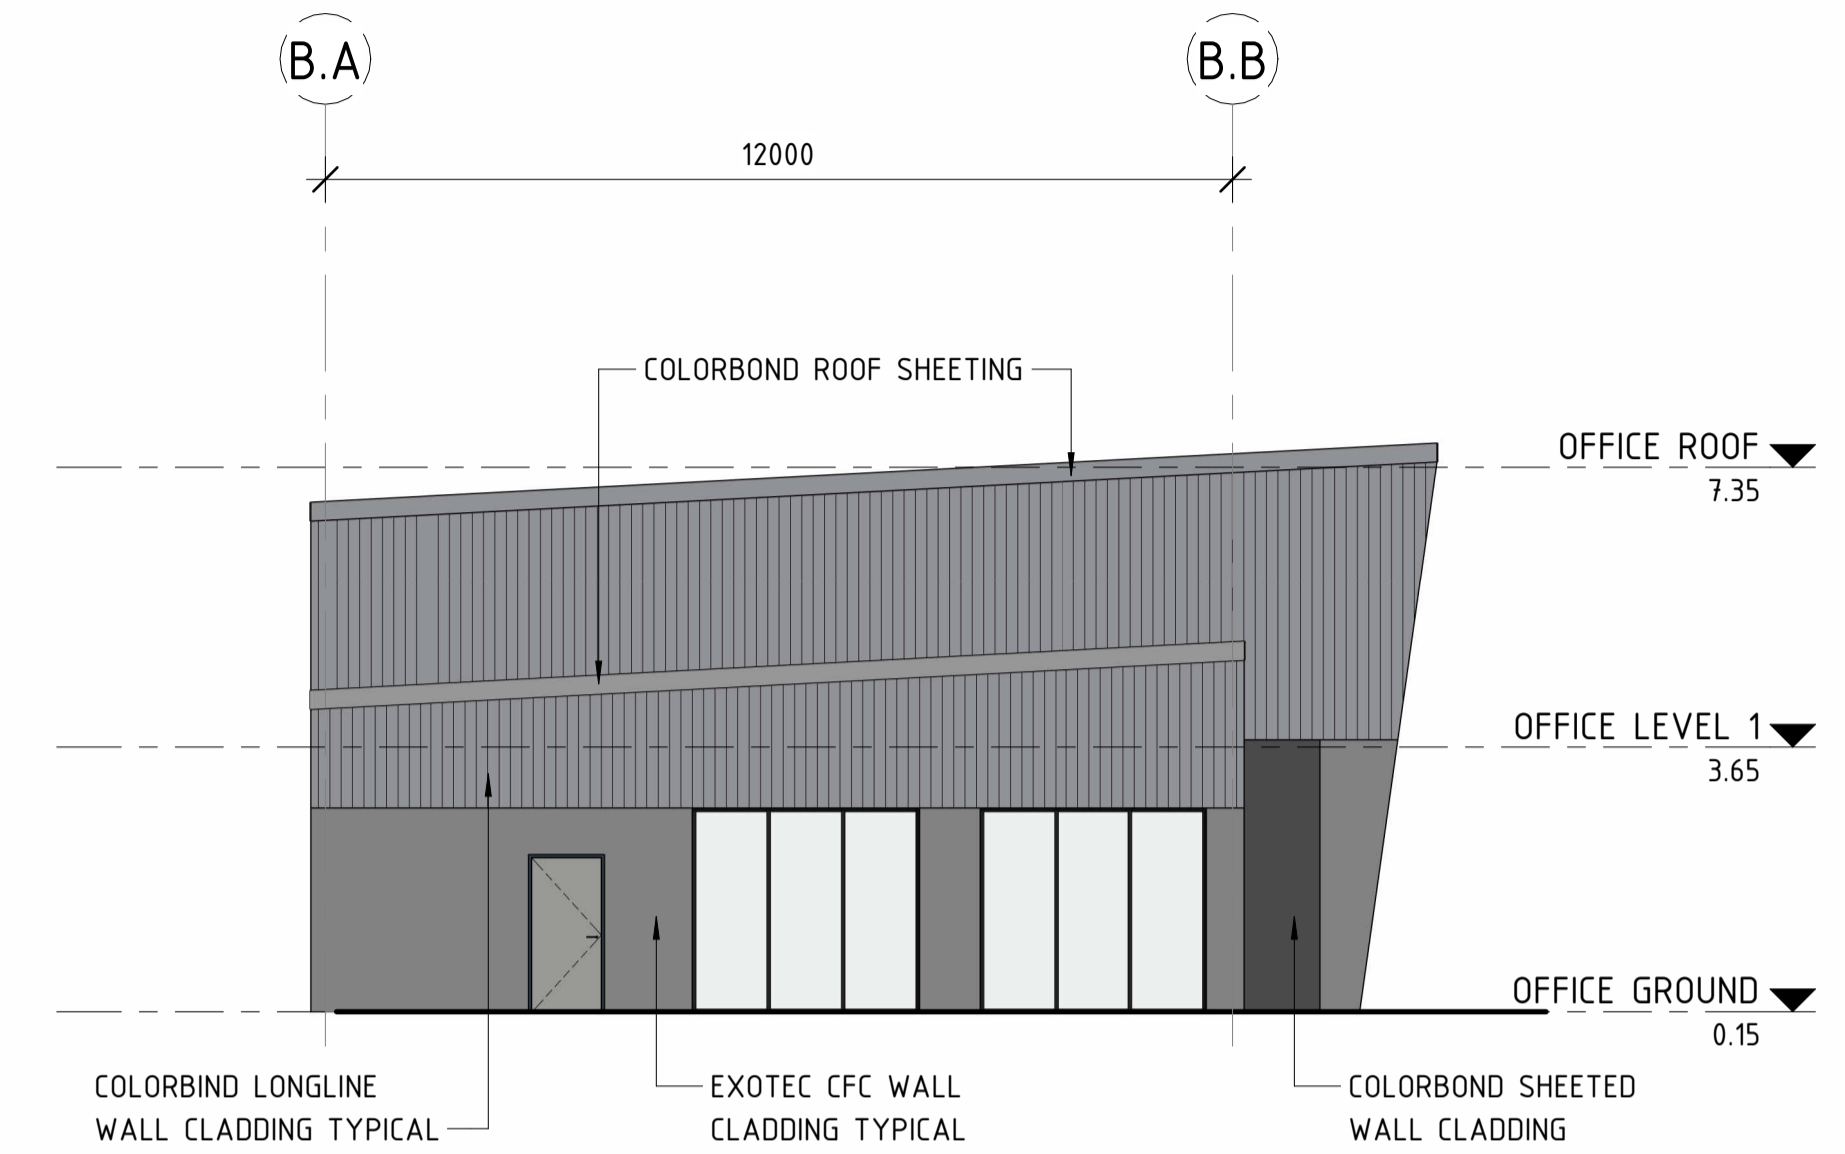 B.A
B.B
12000
COLORBOND ROOF SHEETING
OFFICE ROOF
7.35
OFFICE LEVEL 1
3.65
OFFICE GROUND
0.15
COLORBIND LONGLINE
WALL CLADDING TYPICAL
EXOTEC CFC WALL
CLADDING TYPICAL
COLORBOND SHEETED
WALL CLADDING